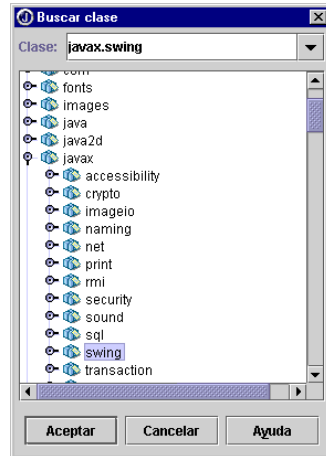 Buscar clase
Clase: javax.swing
com
fonts
images
java
java2d
javax
accessibility
crypto
imageio
naming
net
print
rmi
security
sound
sql
swing
transaction
Aceptar Cancelar Ayuda